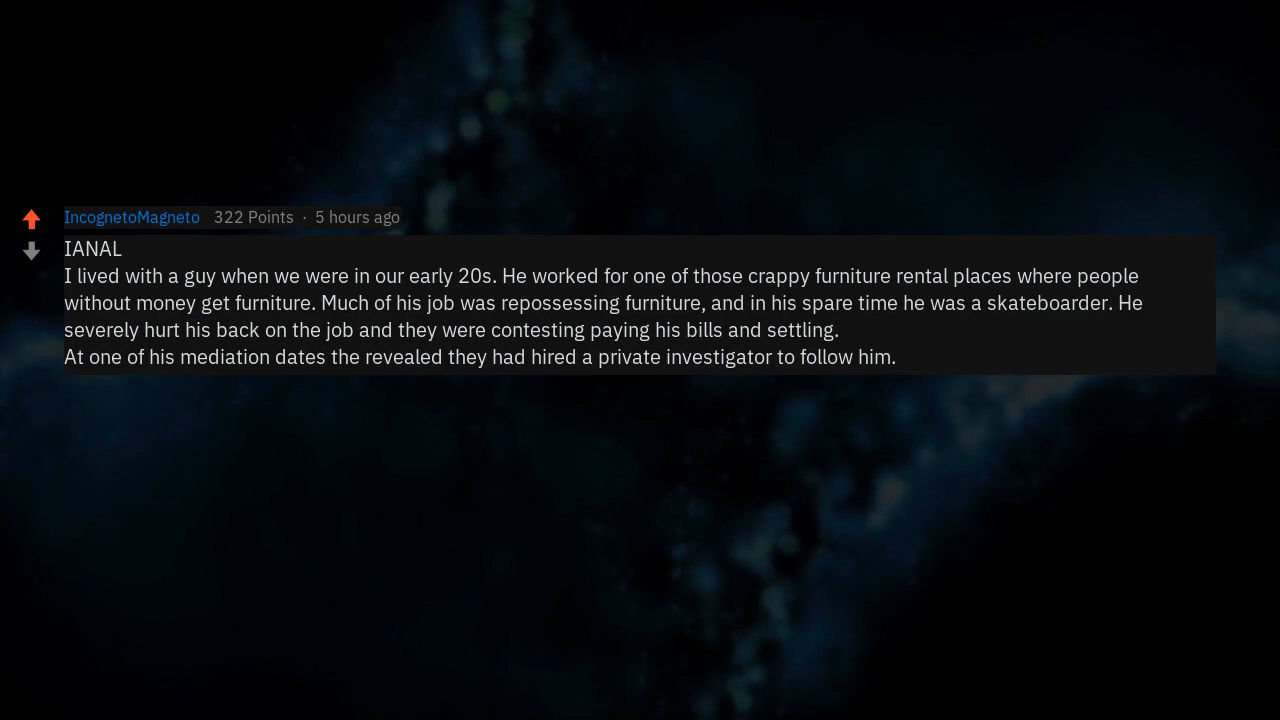 IncognetoMagneto 322 Points · 5 hours ago
IANAL
I lived with a guy when we were in our early 20s. He worked for one of those crappy furniture rental places where people
without money get furniture. Much of his job was repossessing furniture, and in his spare time he was a skateboarder. He
severely hurt his back on the job and they were contesting paying his bills and settling.
At one of his mediation dates the revealed they had hired a private investigator to follow him.